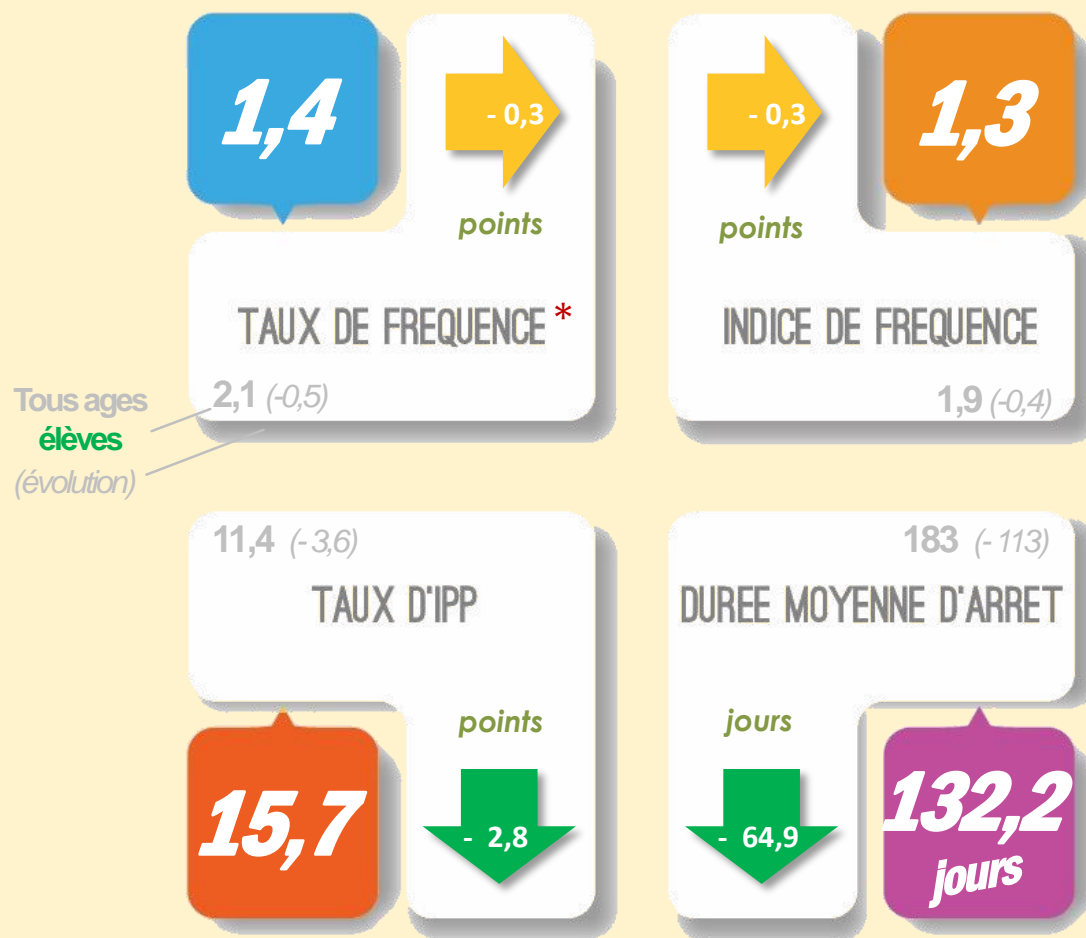 1,4
- 0,3
points
TAUX DE FREQUENCE *
2,1 (-0,5)
- 0,3
1,3
points
INDICE DE FREQUENCE
1,9 (-0,4)
Tous ages
élèves
(évolution)
11,4 (- 3,6)
TAUX D'IPP
points
15,7
- 2,8
183 (- 113)
DUREE MOYENNE D'ARRET
jours
- 64,9
132,2
jours